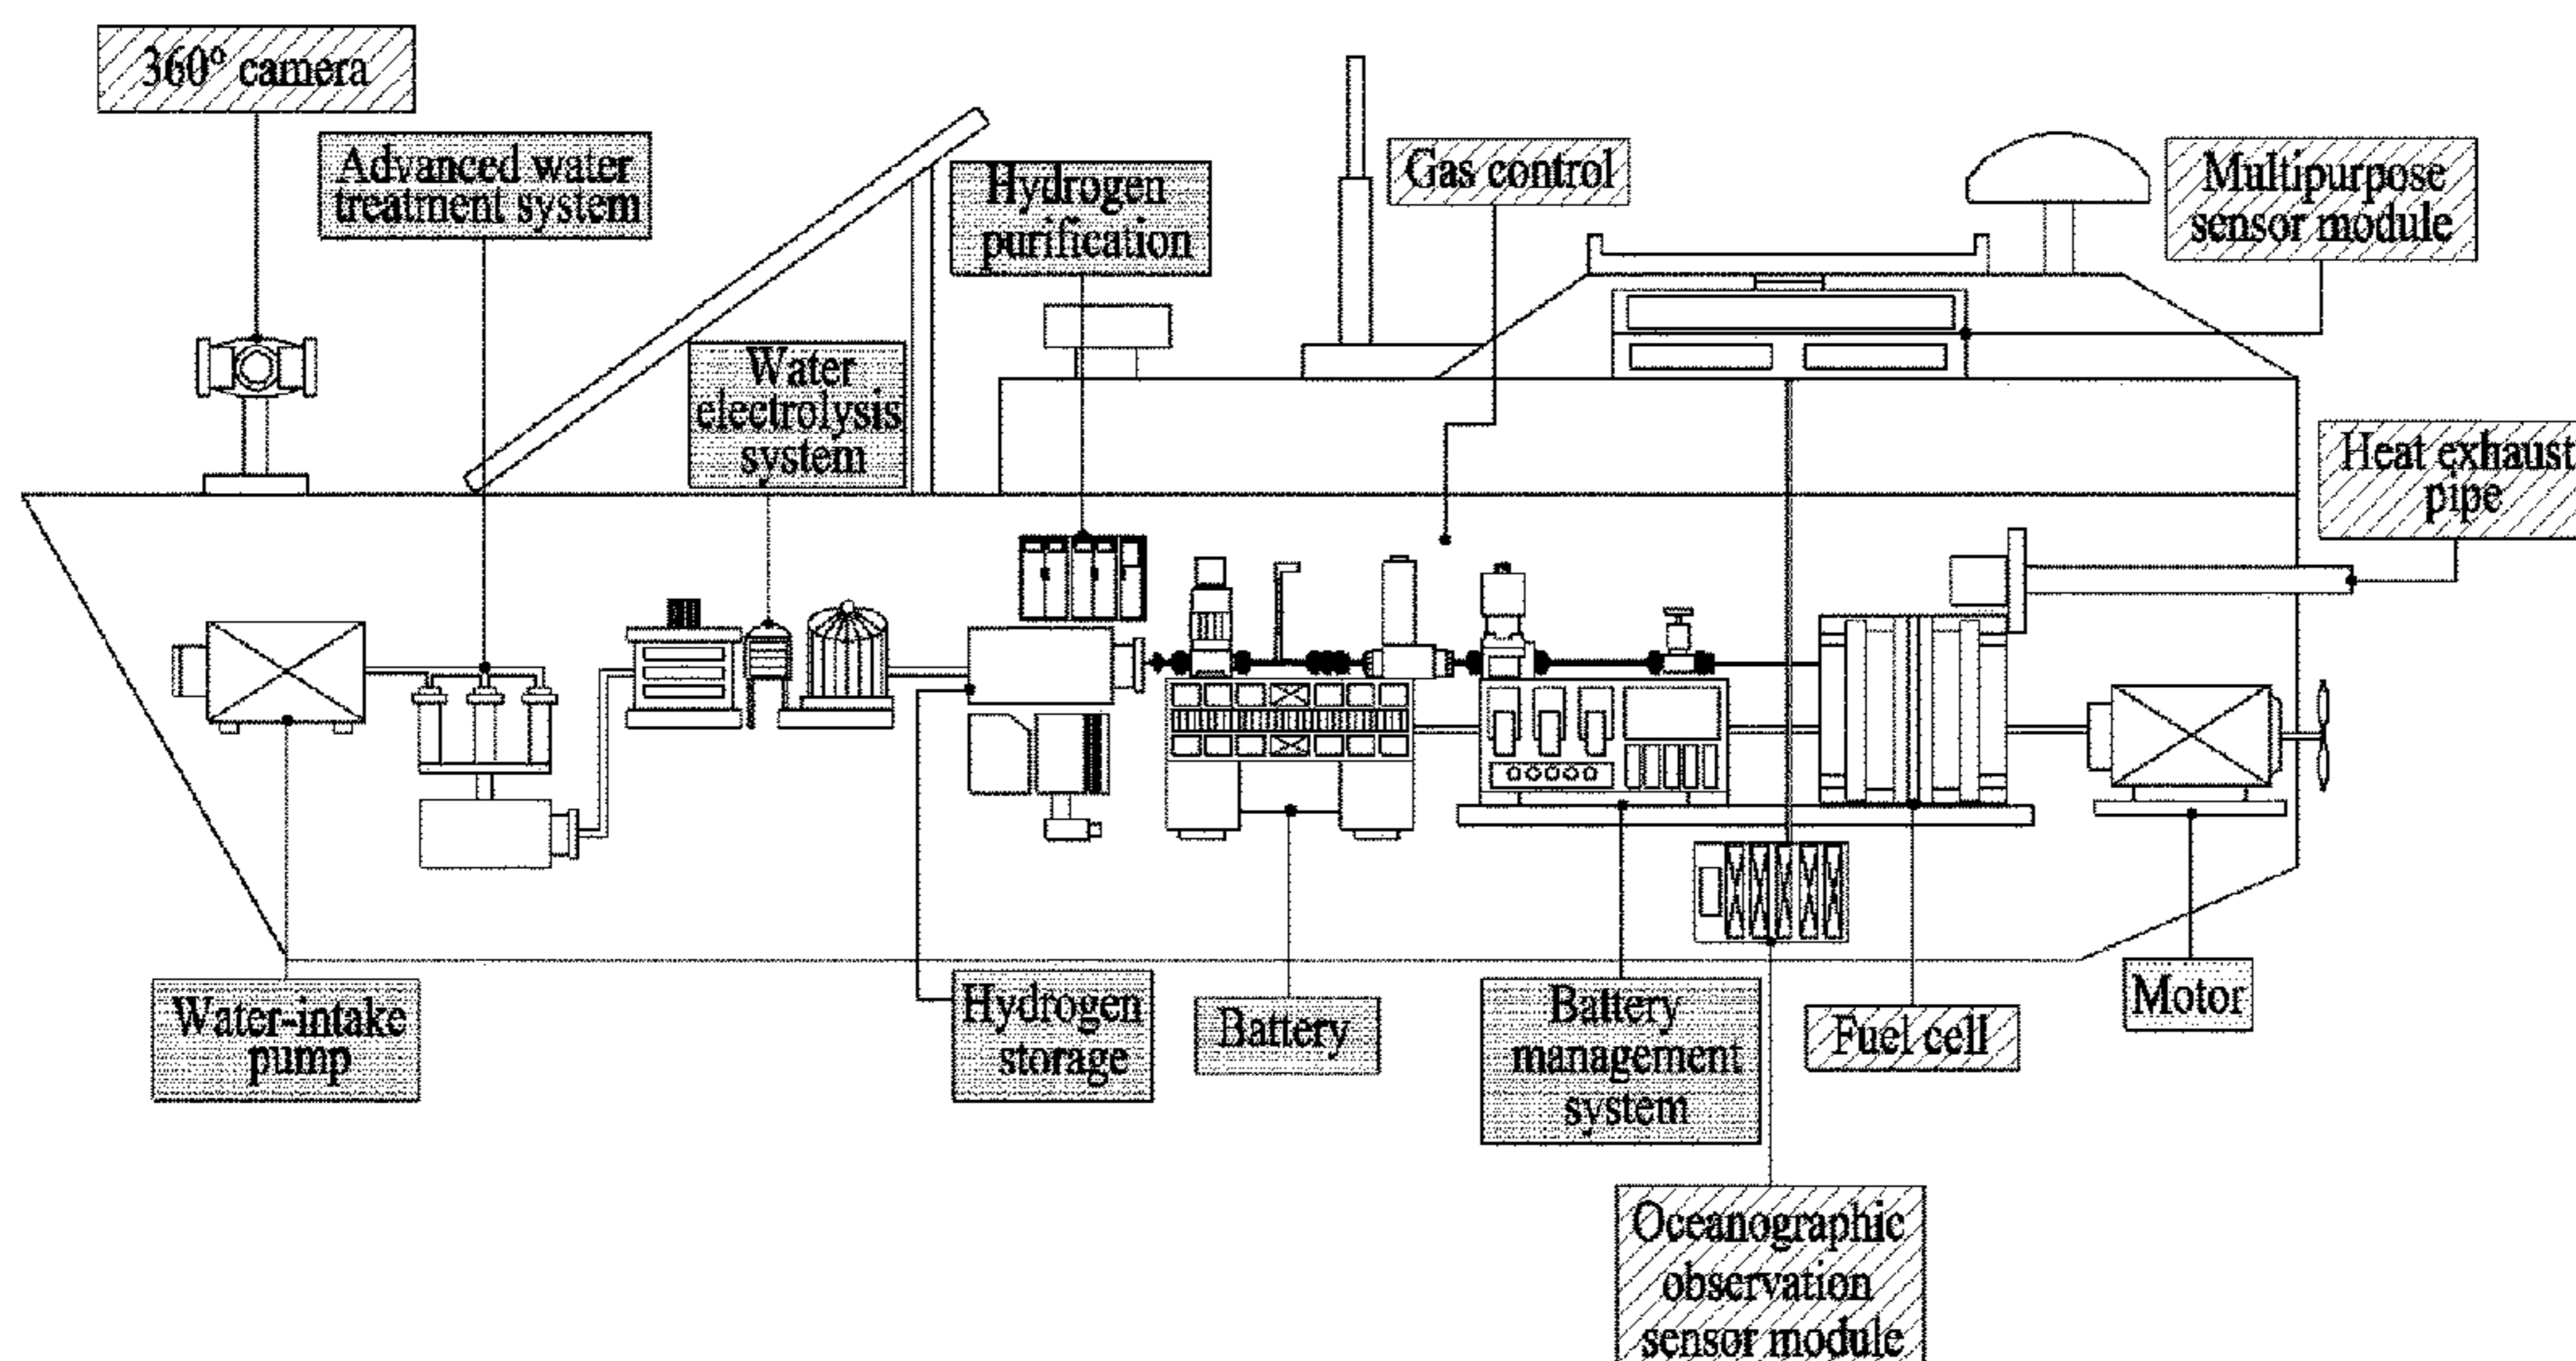 360° camera
Advanced water
treatment system
Hydrogen
purification
Gas control
Multipurpose
sensor module
Water
electrolysis
system
Heat exhaust
pipe
Water-intake
pump
Hydrogen
storage
Battery
Battery
management
system
Fuel cell
Motor
Oceanographic
observation
sensor module